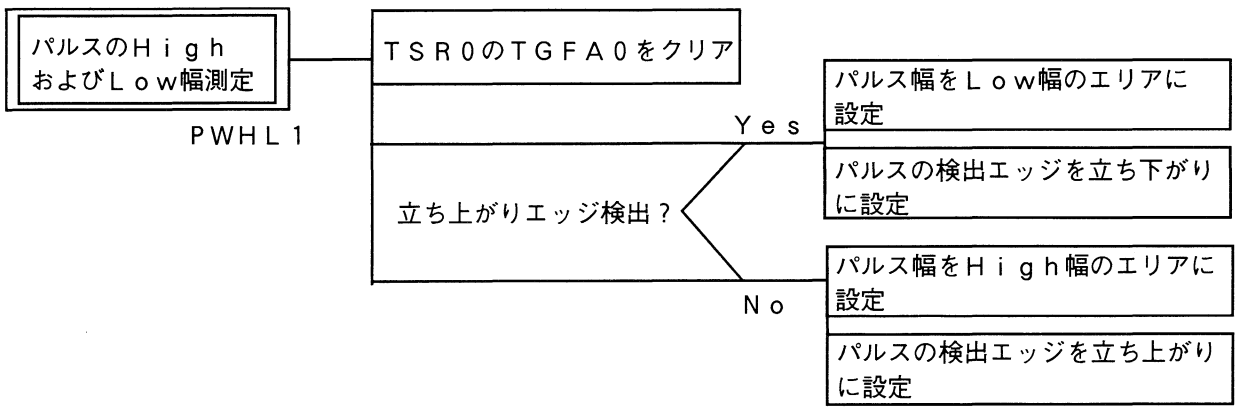 パルスのＨｉｇｈ
およびＬｏｗ幅測定
ＰＷＨＬ１
ＴＳＲ０のＴＧＦＡ０をクリア
立ち上がりエッジ検出？
Ｙｅｓ
パルス幅をＬｏｗ幅のエリアに
設定
パルスの検出エッジを立ち下がり
に設定
Ｎｏ
パルス幅をＨｉｇｈ幅のエリアに
設定
パルスの検出エッジを立ち上がり
に設定